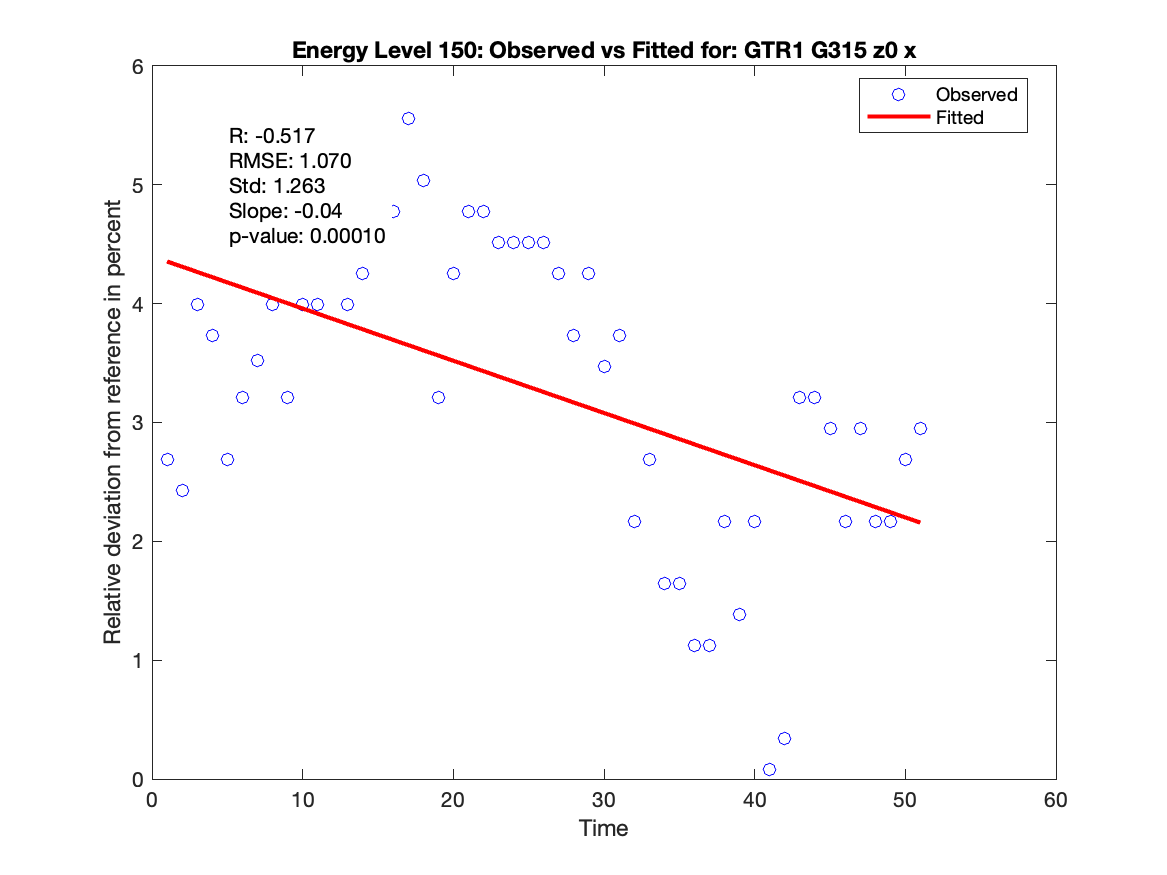 Energy Level 150: Observed vs Fitted for: GTR1 G315 z0 x
Observed
Fitted
R: -0.517
RMSE: 1.070
Std: 1.263
Slope: -0.04
p-value: 0.00010
Relative deviation from reference in percent
6
5
4
3
2
1
0
0 10 20 30 40 50 60
Time